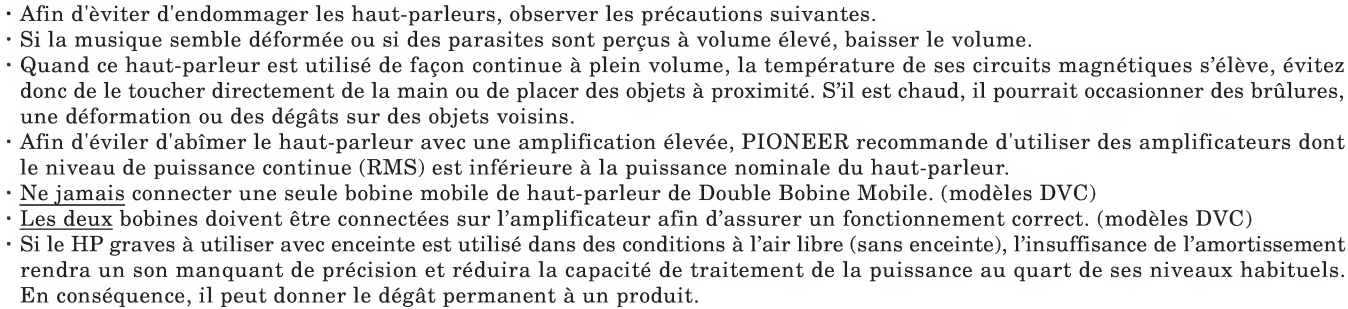 · Afin d'èviter d'endommager les haut-parleurs, observer les précautions suivantes.
· Si la musique semble déformée ou si des parasites sont perçus à volume élevé, baisser le volume.
· Quand ce haut-parleur est utilisé de façon continue à plein volume, la température de ses circuits magnétiques s'élève, évitez
donc de le toucher directement de la main ou de placer des objets à proximité. S'il est chaud, il pourrait occasionner des brûlures,
une déformation ou des dégâts sur des objets voisins.
· Afin d'éviler d'abîmer le haut-parleur avec une amplification élevée, PIONEER recommande d'utiliser des amplificateurs dont
le niveau de puissance continue (RMS) est inférieure à la puissance nominale du haut-parleur.
· Ne jamais connecter une seule bobine mobile de haut-parleur de Double Bobine Mobile. (modèles DVC)
· Les deux bobines doivent être connectées sur l'amplificateur afin d'assurer un fonctionnement correct. (modèles DVC)
· Si le HP graves à utiliser avec enceinte est utilisé dans des conditions à l'air libre (sans enceinte), l'insuffisance de l'amortissement
rendra un son manquant de précision et réduira la capacité de traitement de la puissance au quart de ses niveaux habituels.
En conséquence, il peut donner le dégât permanent à un produit.